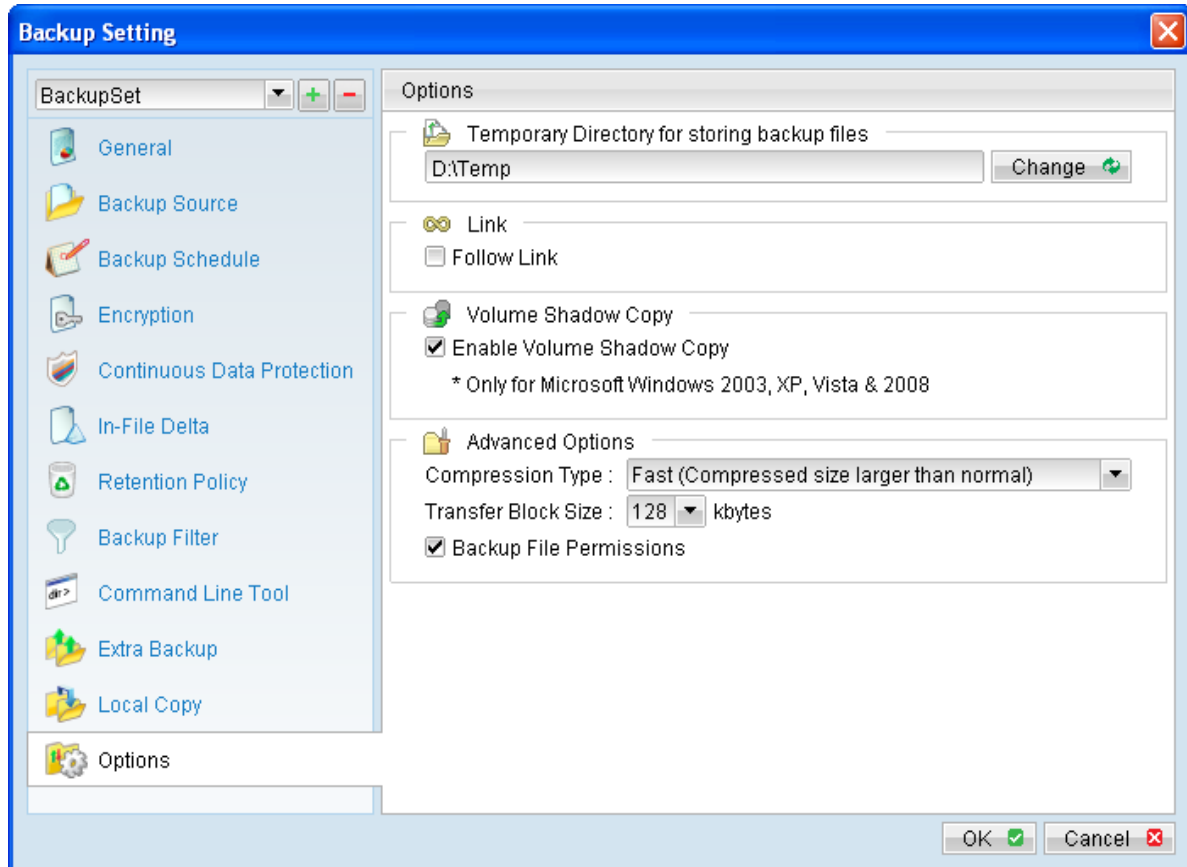 Backup Setting
BackupSet
General
Backup Source
Backup Schedule
Encryption
Continuous Data Protection
In-File Delta
Retention Policy
Backup Filter
dir >
Command Line Tool
Extra Backup
Local Copy
Options
Options
Temporary Directory for storing backup files
D:\Temp
Change
Link
Follow Link
Volume Shadow Copy
Enable Volume Shadow Copy
* Only for Microsoft Windows 2003, XP, Vista & 2008
Advanced Options
Compression Type : Fast (Compressed size larger than normal)
Transfer Block Size : 128 kbytes
Backup File Permissions
OK
Cancel